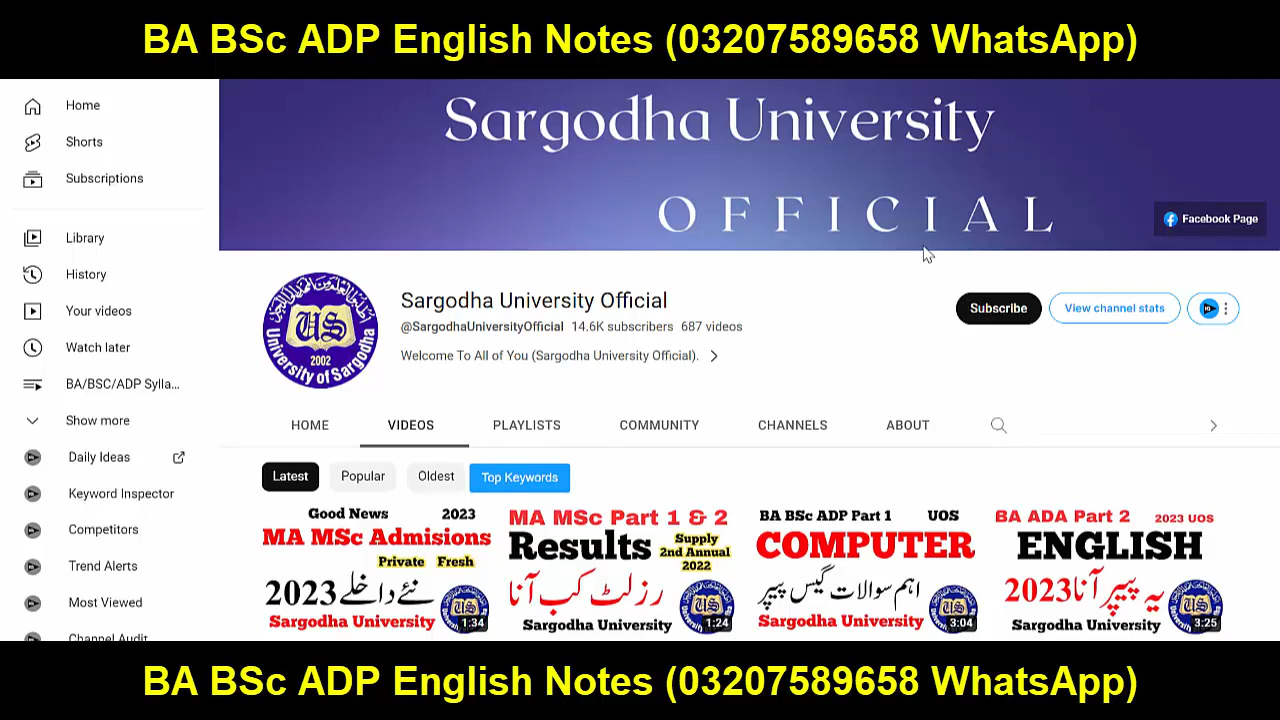 BA BSc ADP English Notes (03207589658 WhatsApp)
Home
Shorts
Subscriptions
Library
History
Your videos
Watch later
BA/BSC/ADP Sylla...
Show more
Daily Ideas
Keyword Inspector
Competitors
Trend Alerts
Most Viewed
Channel Audit
Sargodha University
OFFICIAL
Facebook Page
US
2002
University of Sargodha
Sargodha University Official
@SargodhaUniversityOfficial 14.6K subscribers 687 videos
Welcome To All of You (Sargodha University Official).
Subscribe
View channel stats
HOME VIDEOS PLAYLISTS COMMUNITY CHANNELS ABOUT
Latest Popular Oldest Top Keywords
Good News 2023
MA MSc Admisions
Private Fresh
نئے داخلے 2023
Sargodha University
1:34
MA MSc Part 1 & 2
Results Supply
2nd Annual
2022
رزلٹ کب آنا
Sargodha University
1:24
BA BSc ADP Part 1 UOS
COMPUTER
اہم سوالات گیس پیپر
Sargodha University
3:04
BA ADA Part 2 2023 UOS
ENGLISH
یہ پیپر آنا 2023
Sargodha University
3:25
BA BSc ADP English Notes (03207589658 WhatsApp)